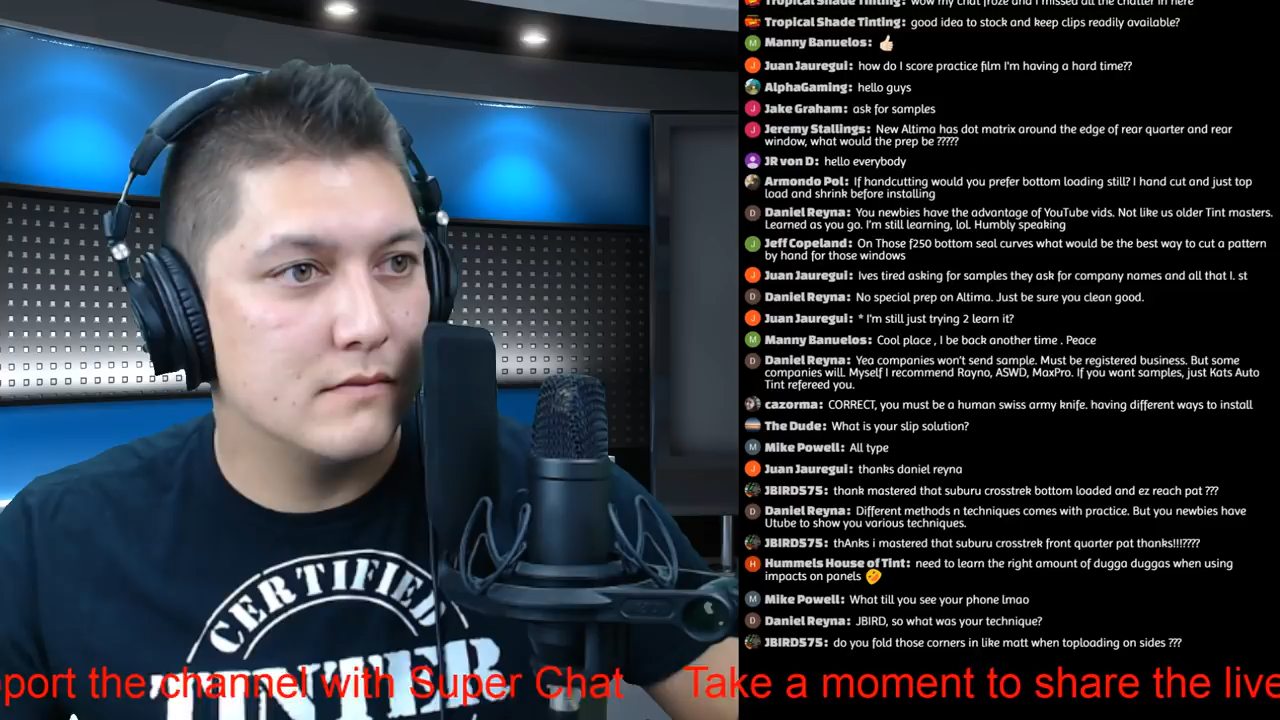 Tropical Shade Tinting: wow my chat froze and I missed all the chatter in here
Tropical Shade Tinting: good idea to stock and keep clips readily available?
M Manny Banuelos: 👍🏻
J Juan Jauregui: how do I score practice film I'm having a hard time??
AlphaGaming: hello guys
J Jake Graham: ask for samples
J Jeremy Stallings: New Altima has dot matrix around the edge of rear quarter and rear
window, what would the prep be ?????
JR von D: hello everybody
Armondo Pol: If handcutting would you prefer bottom loading still? I hand cut and just top
load and shrink before installing
D Daniel Reyna: You newbies have the advantage of YouTube vids. Not like us older Tint masters.
Learned as you go. I'm still learning, lol. Humbly speaking
J Jeff Copeland: On Those f250 bottom seal curves what would be the best way to cut a pattern
by hand for those windows
J Juan Jauregui: Ives tired asking for samples they ask for company names and all that I. st
D Daniel Reyna: No special prep on Altima. Just be sure you clean good.
J Juan Jauregui: * I'm still just trying 2 learn it?
M Manny Banuelos: Cool place , I be back another time . Peace
D Daniel Reyna: Yea companies won't send sample. Must be registered business. But some
companies will. Myself I recommend Rayno, ASWD, MaxPro. If you want samples, just Kats Auto
Tint refereed you.
cazorma: CORRECT, you must be a human swiss army knife. having different ways to install
The Dude: What is your slip solution?
M Mike Powell: All type
J Juan Jauregui: thanks daniel reyna
JBIRD575: thank mastered that suburu crosstrek bottom loaded and ez reach pat ???
D Daniel Reyna: Different methods n techniques comes with practice. But you newbies have
Utube to show you various techniques.
JBIRD575: thAnks i mastered that suburu crosstrek front quarter pat thanks!!!????
H Hummels House of Tint: need to learn the right amount of dugga duggas when using
impacts on panels 🤣
M Mike Powell: What till you see your phone lmao
D Daniel Reyna: JBIRD, so what was your technique?
JBIRD575: do you fold those corners in like matt when toploading on sides ???
CERTIFIED
TINTER
port the channel with Super Chat Take a moment to share the live